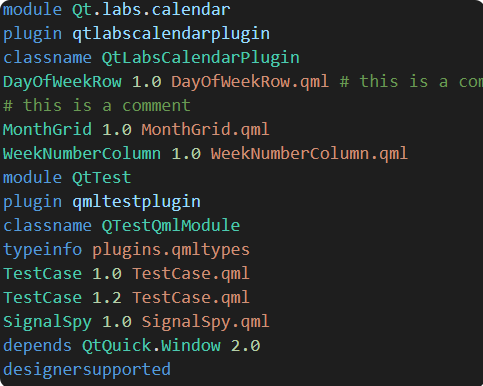 module Qt.labs.calendar
plugin qtlabscalendarplugin
classname QtLabsCalendarPlugin
DayOfWeekRow 1.0 DayOfWeekRow.qml # this is a com
# this is a comment
MonthGrid 1.0 MonthGrid.qml
WeekNumberColumn 1.0 WeekNumberColumn.qml
module QtTest
plugin qmltestplugin
classname QTestQmlModule
typeinfo plugins.qmltypes
TestCase 1.0 TestCase.qml
TestCase 1.2 TestCase.qml
SignalSpy 1.0 SignalSpy.qml
depends QtQuick.Window 2.0
designersupported